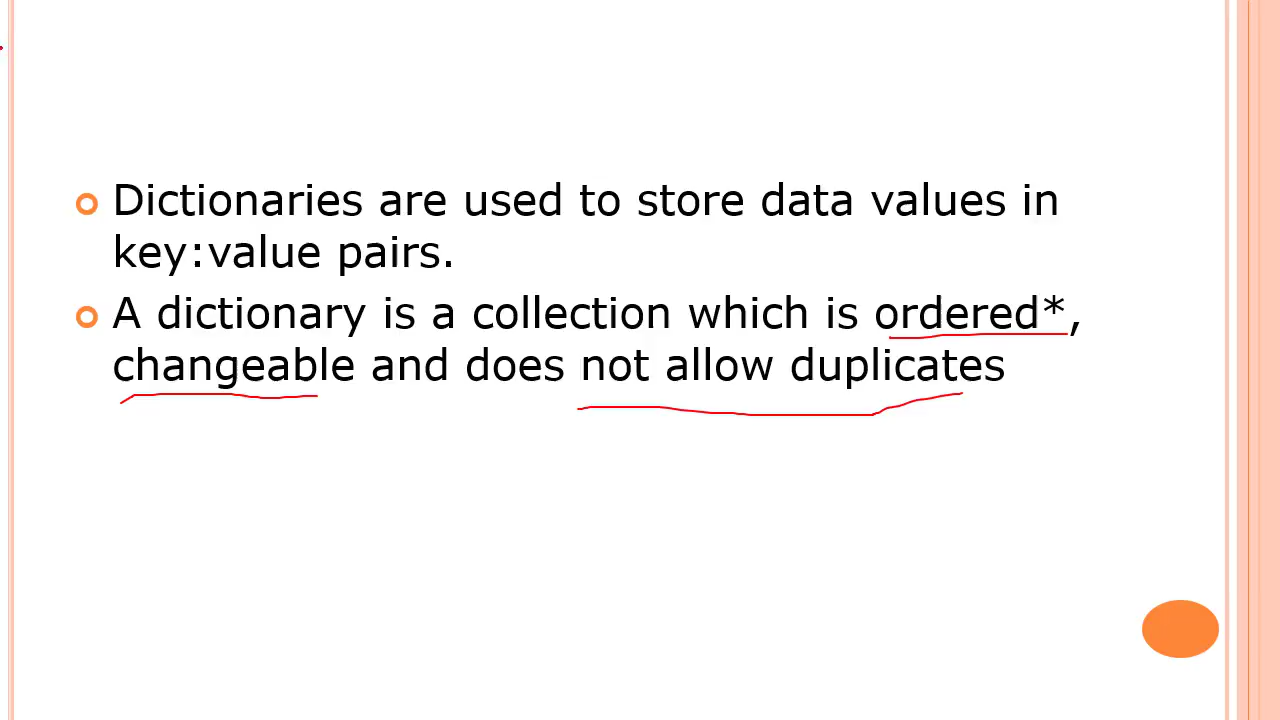 Dictionaries are used to store data values in
key:value pairs.
A dictionary is a collection which is ordered*,
changeable and does not allow duplicates